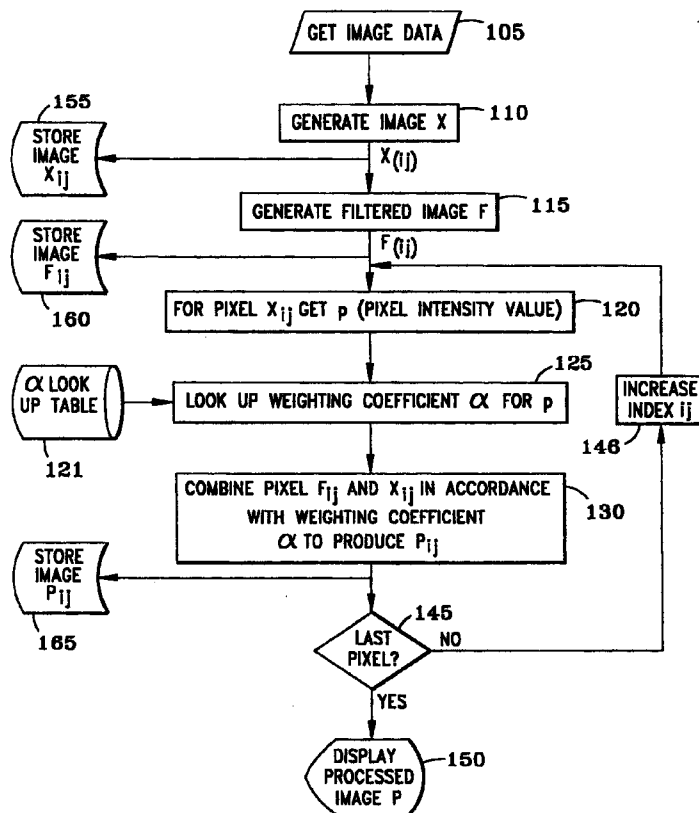 GET IMAGE DATA
105
GENERATE IMAGE X
110
155
STORE
IMAGE
Xij
X(ij)
GENERATE FILTERED IMAGE F
115
STORE
IMAGE
Fij
160
F(ij)
FOR PIXEL Xij GET p (PIXEL INTENSITY VALUE)
120
α LOOK
UP TABLE
121
125
LOOK UP WEIGHTING COEFFICIENT α FOR p
INCREASE
INDEX ij
146
COMBINE PIXEL Fij AND Xij IN ACCORDANCE
WITH WEIGHTING COEFFICIENT
α TO PRODUCE Pij
130
STORE
IMAGE
Pij
165
145
LAST
PIXEL?
NO
YES
DISPLAY
PROCESSED
IMAGE P
150